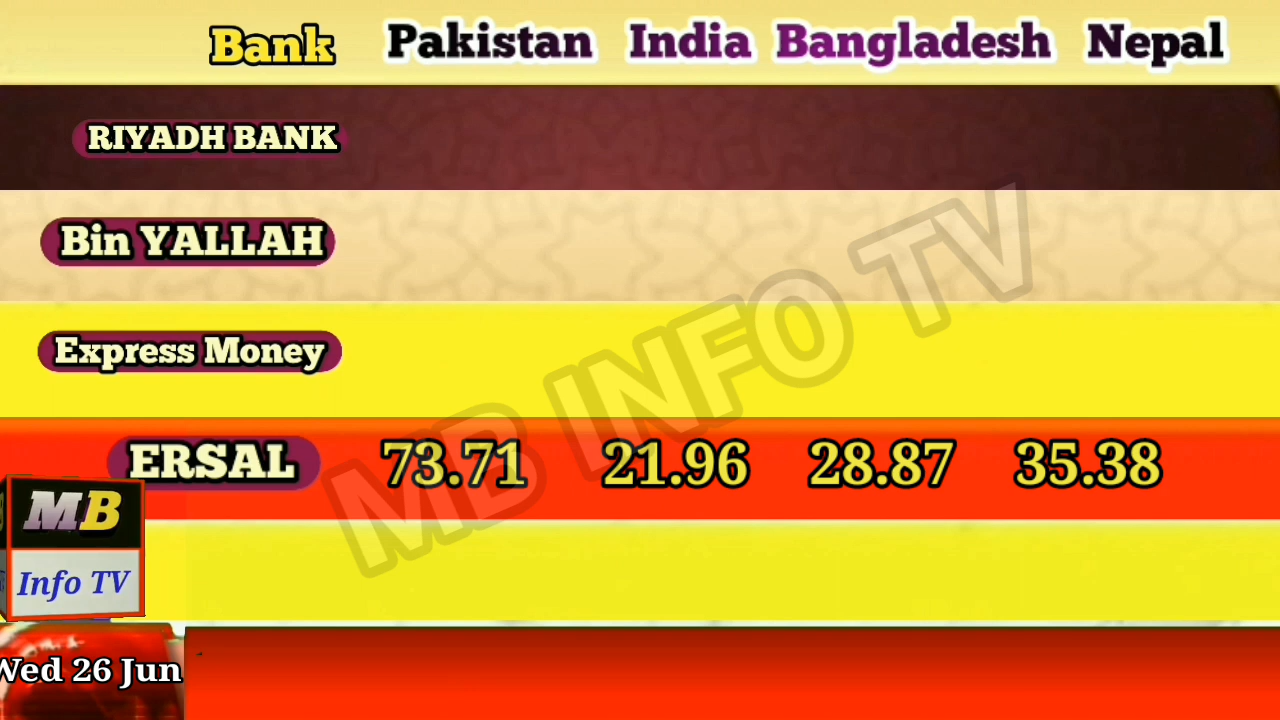 Bank Pakistan India Bangladesh Nepal
RIYADH BANK
Bin YALLAH
Express Money
ERSAL 73.71 21.96 28.87 35.38
MB INFO TV
MB
Info TV
Wed 26 Jun